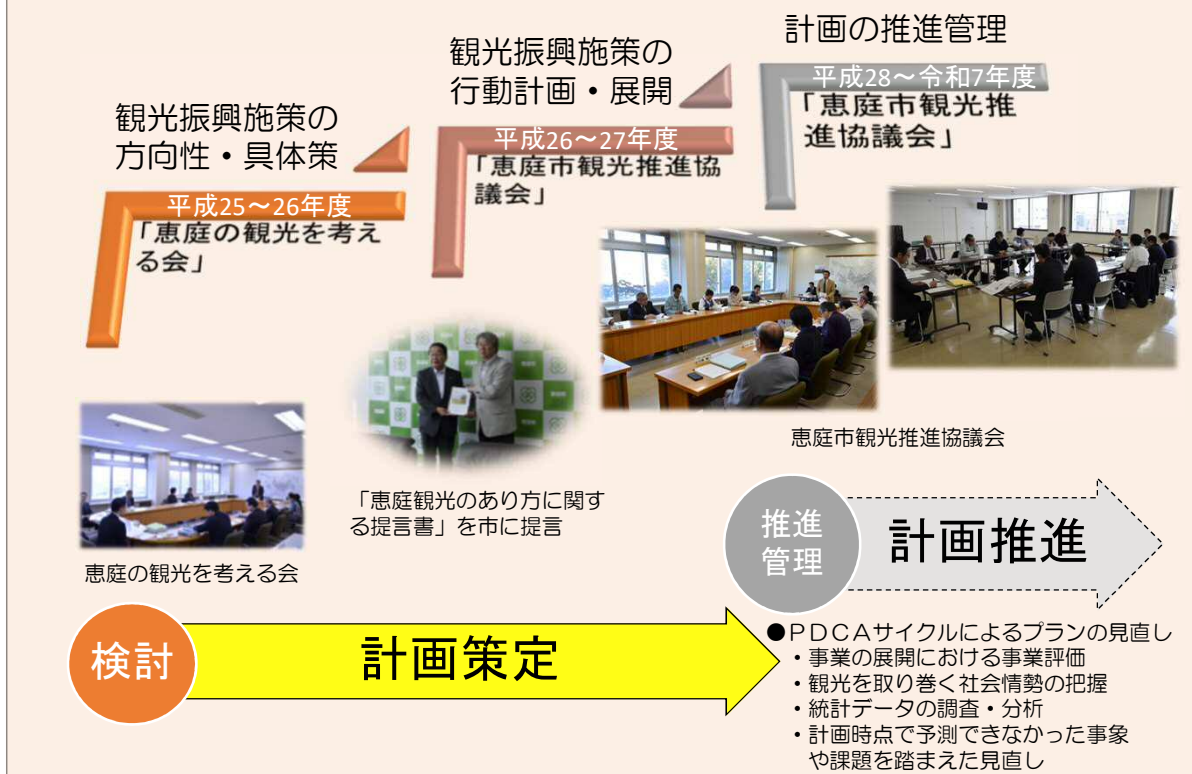 計画の推進管理
平成28～令和7年度
「恵庭市観光推
進協議会」
観光振興施策の
行動計画・展開
平成26～27年度
「恵庭市観光推進協
議会」
観光振興施策の
方向性・具体策
平成25～26年度
「恵庭の観光を考え
る会」
恵庭市観光推進協議会
「恵庭観光のあり方に関す
る提言書」を市に提言
恵庭の観光を考える会
推進
管理
計画推進
検討
計画策定
●ＰＤＣＡサイクルによるプランの見直し
・事業の展開における事業評価
・観光を取り巻く社会情勢の把握
・統計データの調査・分析
・計画時点で予測できなかった事象
や課題を踏まえた見直し